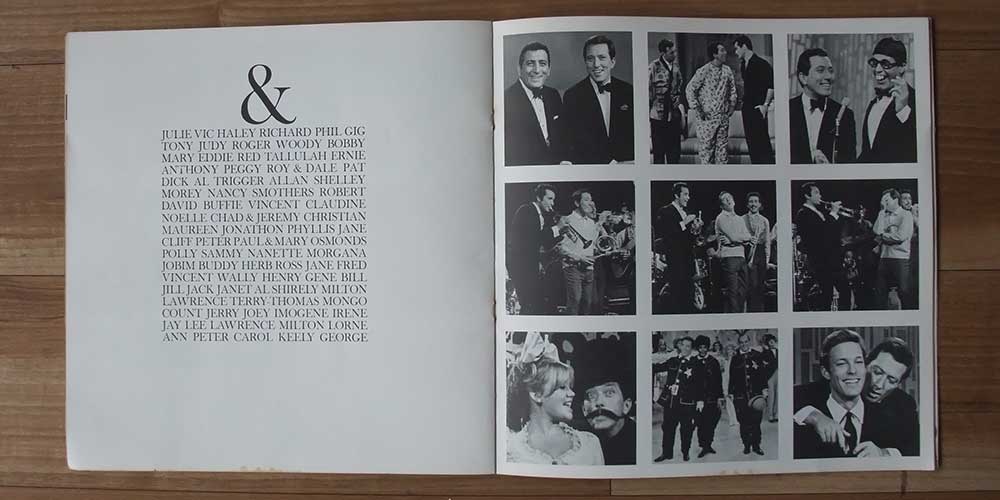 &
JULIE VIC HALEY RICHARD PHIL GIG
TONY JUDY ROGER WOODY BOBBY
MARY EDDIE RED TALLULAH ERNIE
ANTHONY PEGGY ROY & DALE PAT
DICK AL TRIGGER ALLAN SHELLEY
MOREY NANCY SMOTHERS ROBERT
DAVID BUFFIE VINCENT CLAUDINE
NOELLE CHAD & JEREMY CHRISTIAN
MAUREEN JONATHON PHYLLIS JANE
CLIFF PETER PAUL & MARY OSMONDS
POLLY SAMMY NANETTE MORGANA
JOBIM BUDDY HERB ROSS JANE FRED
VINCENT WALLY HENRY GENE BILL
JILL JACK JANET AL SHIRELY MILTON
LAWRENCE TERRY-THOMAS MONGO
COUNT JERRY JOEY IMOGENE IRENE
JAY LEE LAWRENCE MILTON LORNE
ANN PETER CAROL KEELY GEORGE